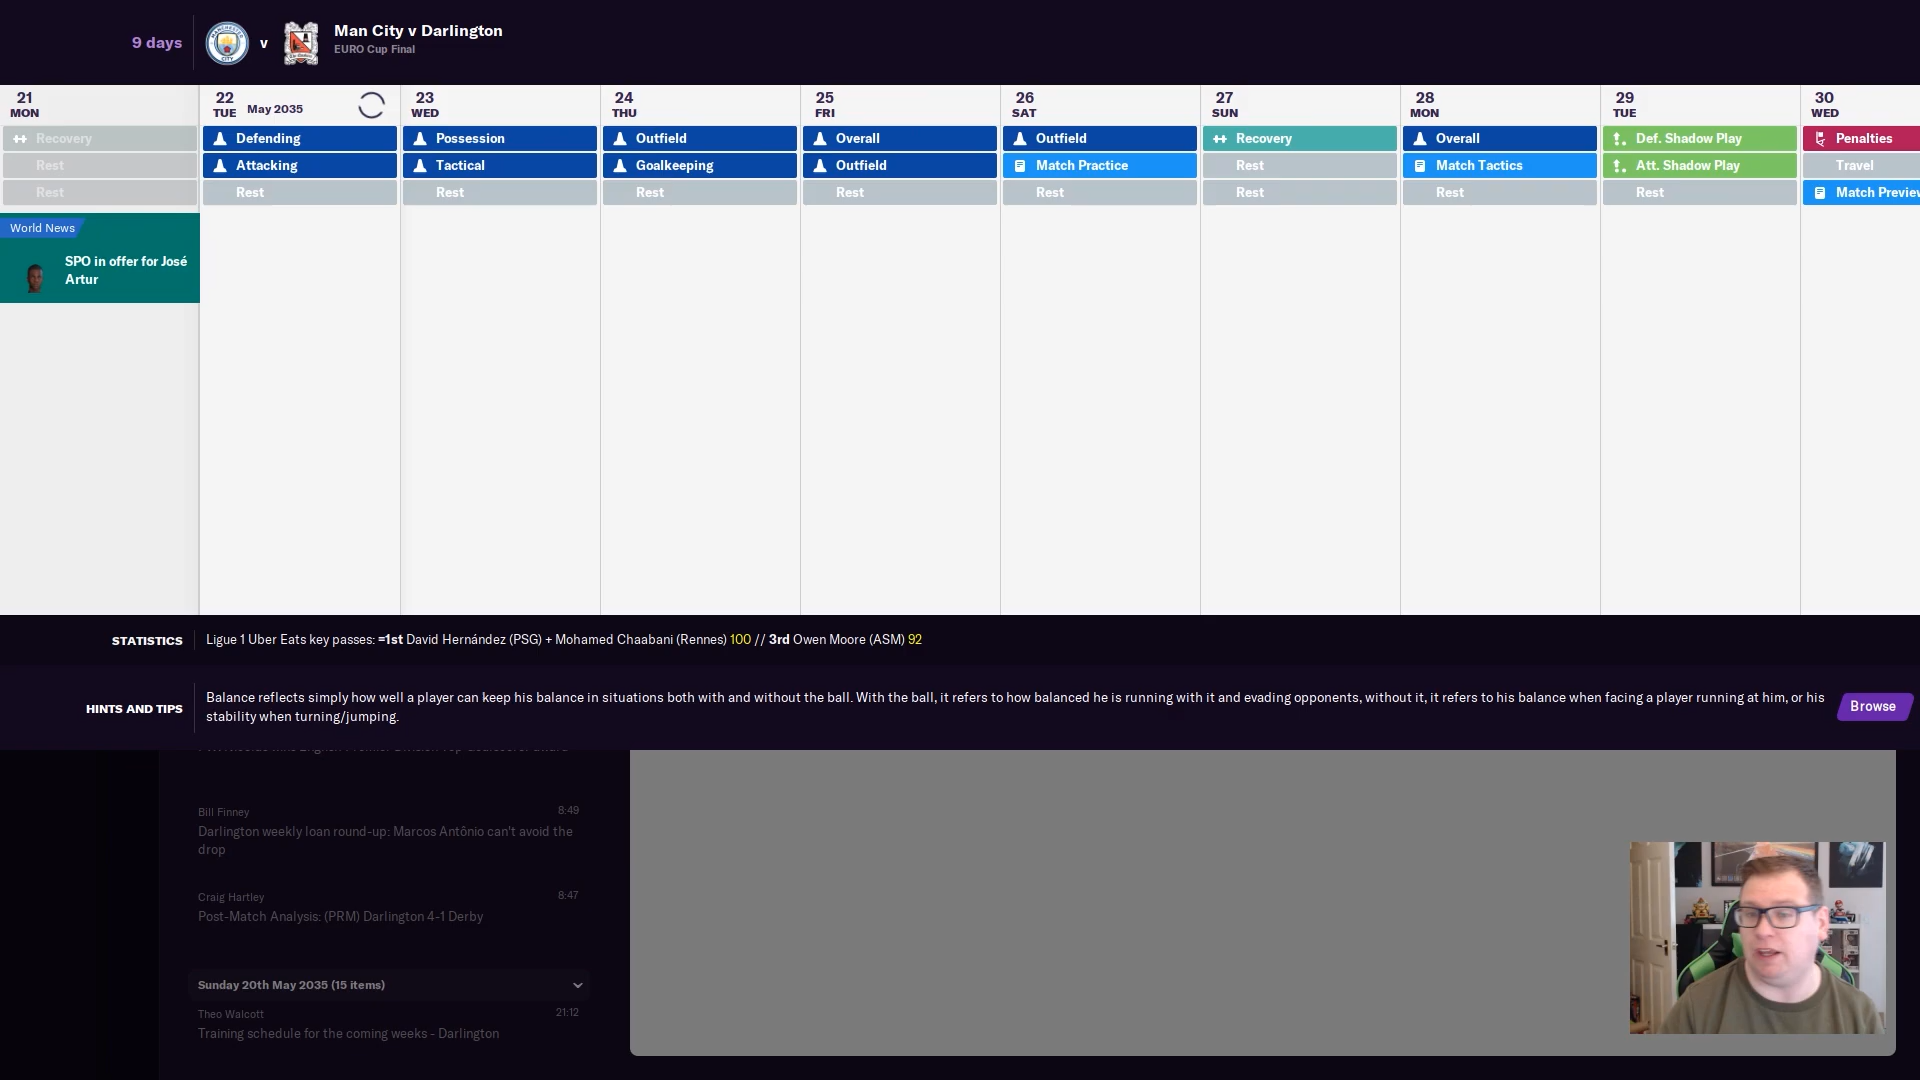 9 days
v
Man City v Darlington
EURO Cup Final
21
MON
22
TUE
May 2035
23
WED
24
THU
25
FRI
26
SAT
27
SUN
28
MON
29
TUE
30
WED
Recovery
Defending
Possession
Outfield
Overall
Outfield
Recovery
Overall
Def. Shadow Play
Penalties
Rest
Attacking
Tactical
Goalkeeping
Outfield
Match Practice
Rest
Match Tactics
Att. Shadow Play
Travel
Rest
Rest
Rest
Rest
Rest
Rest
Rest
Rest
Rest
Match Preview
World News
SPO in offer for José
Artur
STATISTICS
Ligue 1 Uber Eats key passes: =1st David Hernández (PSG) + Mohamed Chaabani (Rennes) 100 // 3rd Owen Moore (ASM) 92
HINTS AND TIPS
Balance reflects simply how well a player can keep his balance in situations both with and without the ball. With the ball, it refers to how balanced he is running with it and evading opponents, without it, it refers to his balance when facing a player running at him, or his
stability when turning/jumping.
Browse
Bill Finney
8:49
Darlington weekly loan round-up: Marcos Antônio can't avoid the
drop
Craig Hartley
8:47
Post-Match Analysis: (PRM) Darlington 4-1 Derby
Sunday 20th May 2035 (15 items)
Theo Walcott
21:12
Training schedule for the coming weeks - Darlington